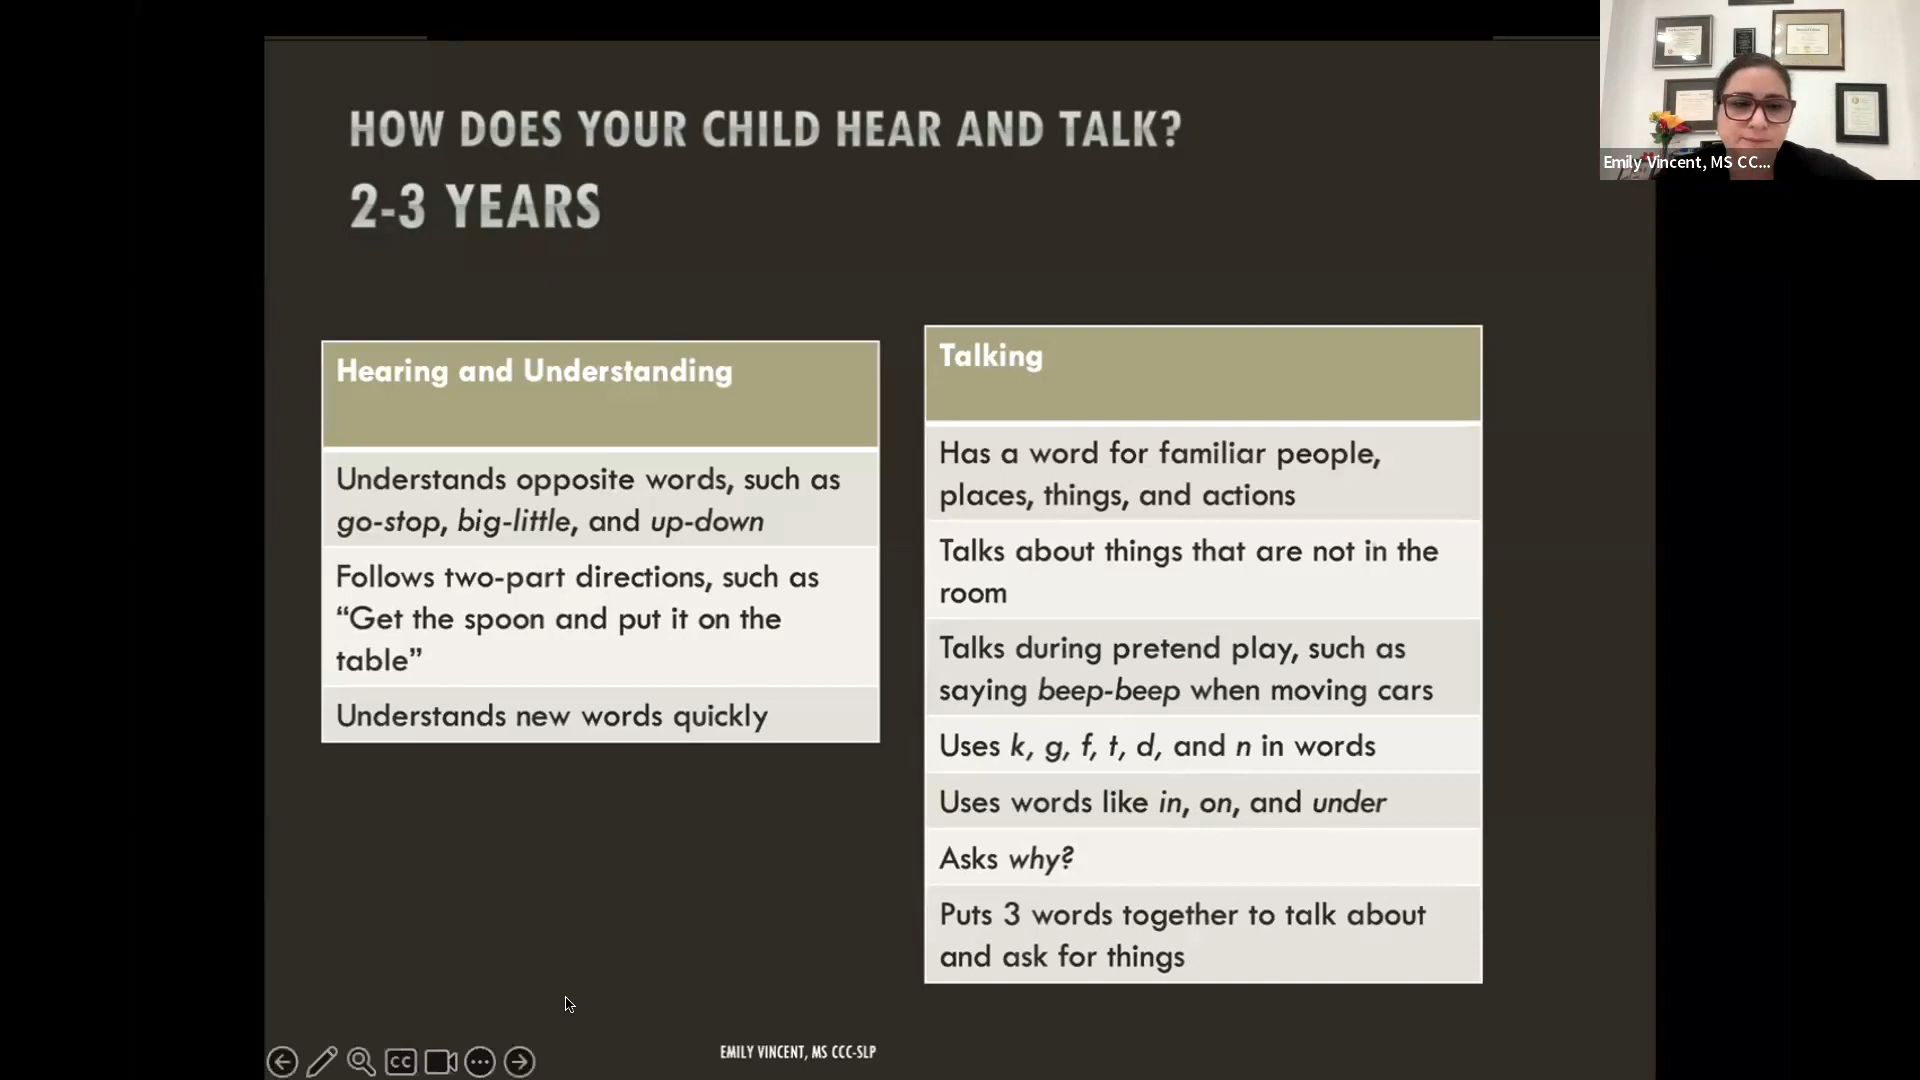 HOW DOES YOUR CHILD HEAR AND TALK?
2-3 YEARS
Hearing and Understanding
Understands opposite words, such as
go-stop, big-little, and up-down
Follows two-part directions, such as
“Get the spoon and put it on the
table”
Understands new words quickly
Talking
Has a word for familiar people,
places, things, and actions
Talks about things that are not in the
room
Talks during pretend play, such as
saying beep-beep when moving cars
Uses k, g, f, t, d, and n in words
Uses words like in, on, and under
Asks why?
Puts 3 words together to talk about
and ask for things
EMILY VINCENT, MS CCC-SLP
CC
Emily Vincent, MS CC...